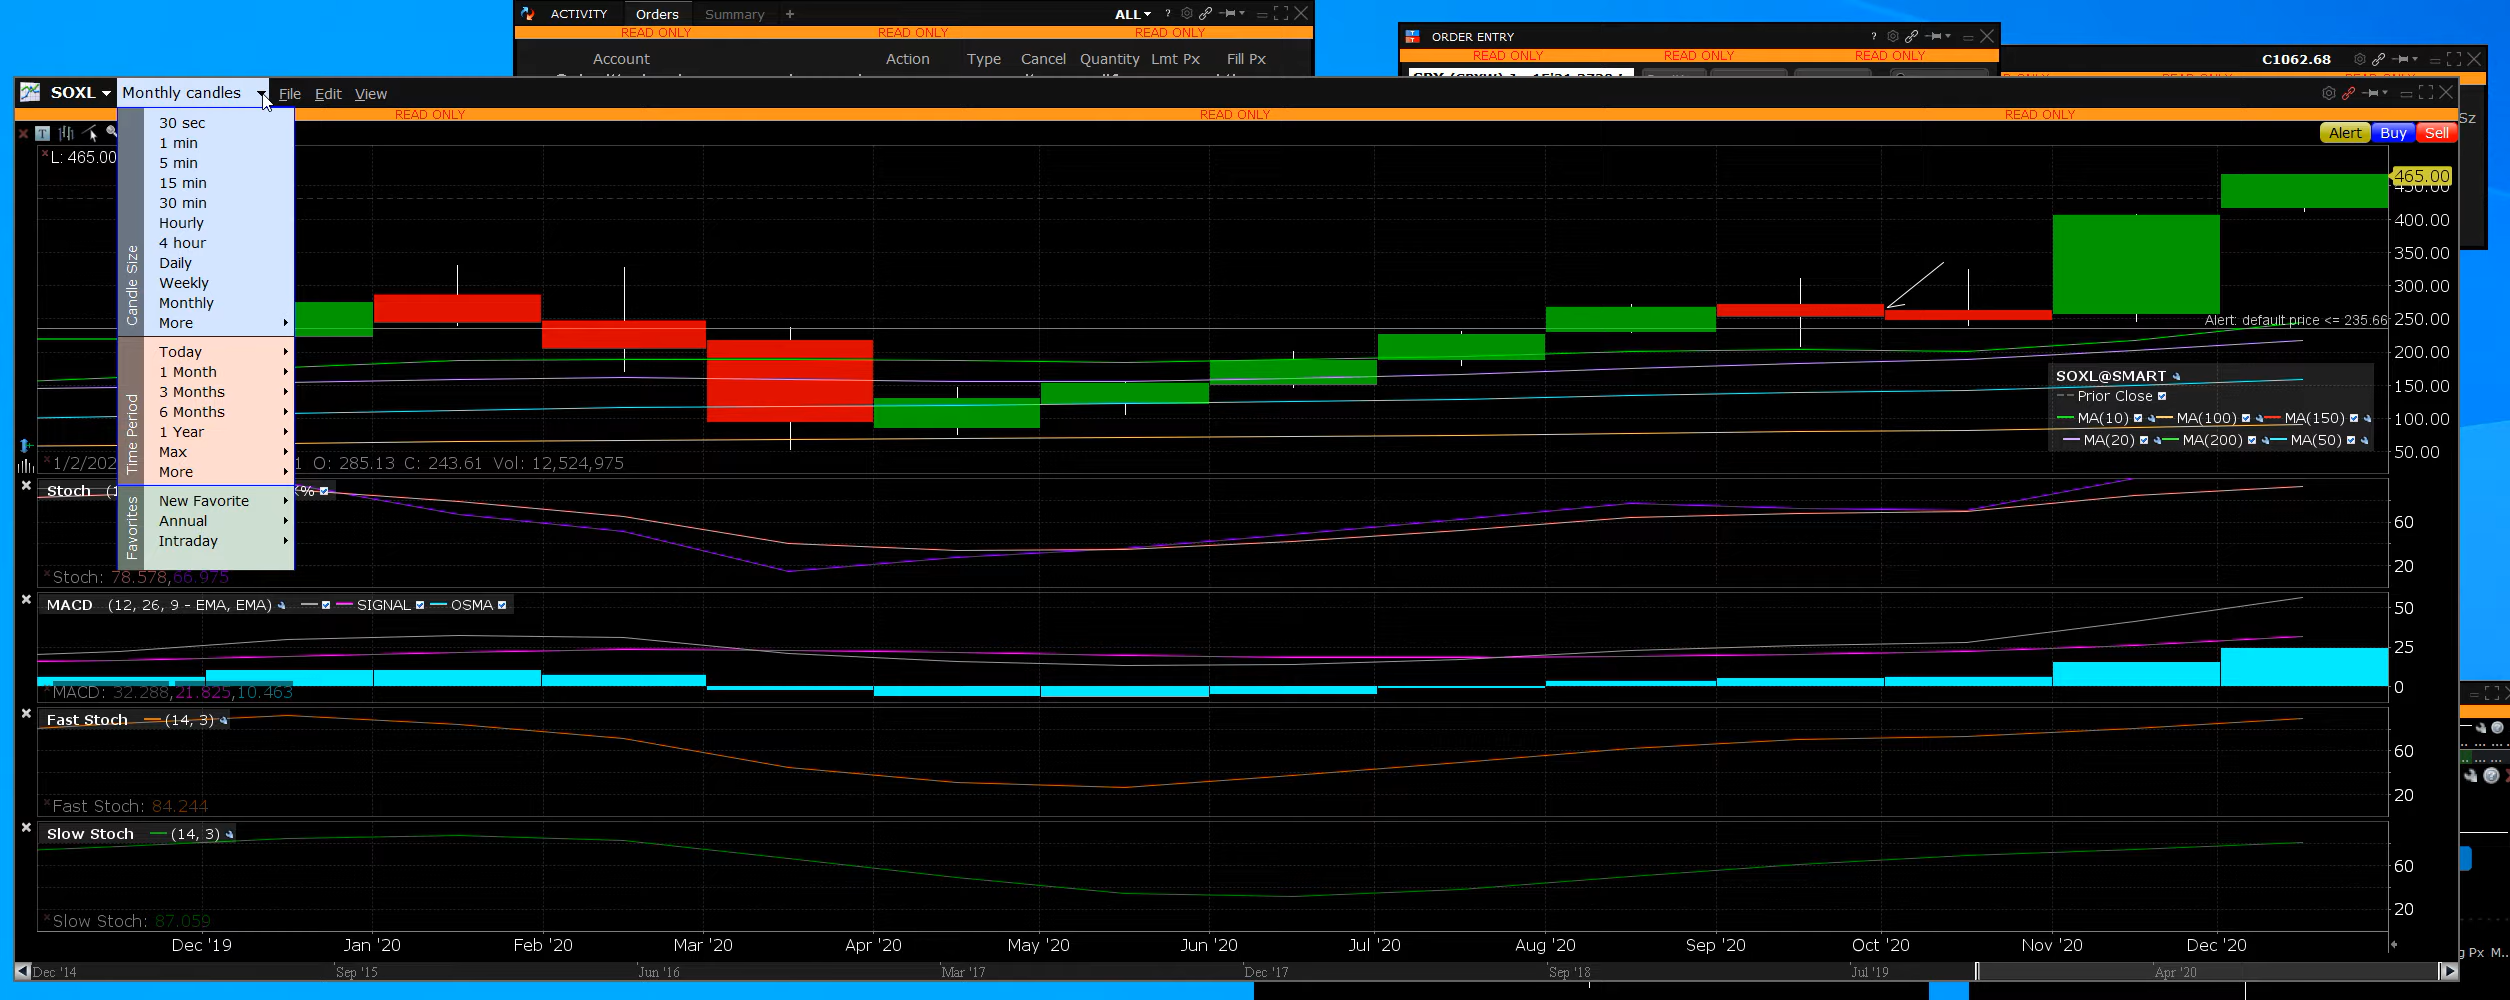 ACTIVITY Orders Summary + ALL ?
READ ONLY READ ONLY READ ONLY
Account Action Type Cancel Quantity Lmt Px Fill Px
ORDER ENTRY ?
READ ONLY READ ONLY READ ONLY
C1062.68
SOXL Monthly candles File Edit View
READ ONLY READ ONLY READ ONLY
Sz
T
Alert Buy Sell
L: 465.00
30 sec
1 min
5 min
15 min
30 min
Hourly
4 hour
Daily
Weekly
Monthly
More
Candle Size
Today
1 Month
3 Months
6 Months
1 Year
Max
More
Time Period
New Favorite
Annual
Intraday
Favorites
465.00
450.00
400.00
350.00
300.00
250.00
200.00
150.00
100.00
50.00
Alert: default price <= 235.66
SOXL@SMART
Prior Close
MA(10) MA(100) MA(150)
MA(20) MA(200) MA(50)
1/2/202 1 O: 285.13 C: 243.61 Vol: 12,524,975
Stoch (1 K%
60
20
Stoch: 78.578,66.975
MACD (12, 26, 9 - EMA, EMA) SIGNAL OSMA
50
25
0
MACD: 32.288,21.825,10.463
Fast Stoch (14, 3)
60
20
Fast Stoch: 84.244
Slow Stoch (14, 3)
60
20
Slow Stoch: 87.059
Dec '19 Jan '20 Feb '20 Mar '20 Apr '20 May '20 Jun '20 Jul '20 Aug '20 Sep '20 Oct '20 Nov '20 Dec '20
Dec '14 Sep '15 Jun '16 Mar '17 Dec '17 Sep '18 Jul '19 Apr '20
g Px M...